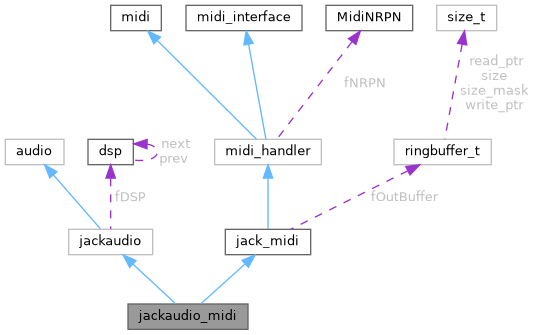 midi
midi_interface
MidiNRPN
size_t
read_ptr
size
size_mask
write_ptr
fNRPN
audio
dsp
next
prev
midi_handler
ringbuffer_t
fDSP
fOutBuffer
jackaudio
jack_midi
jackaudio_midi